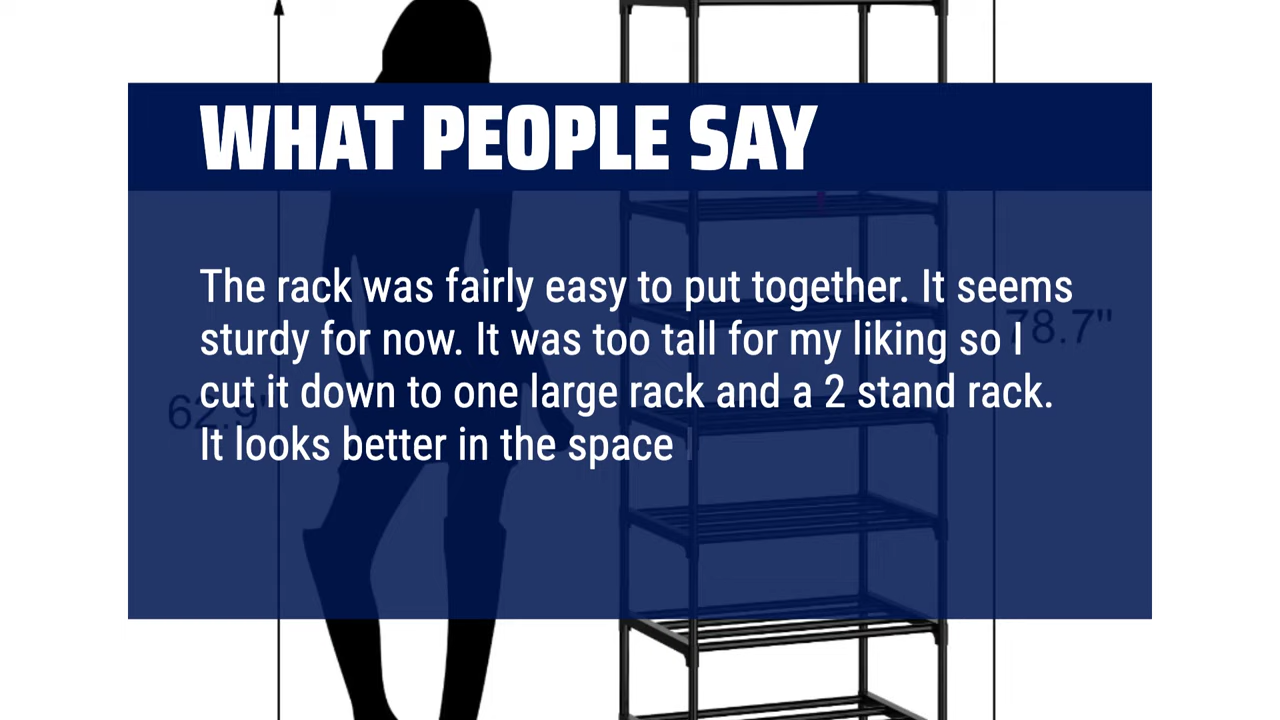 WHAT PEOPLE SAY
The rack was fairly easy to put together. It seems
sturdy for now. It was too tall for my liking so I
cut it down to one large rack and a 2 stand rack.
It looks better in the space I
78.7"
62.9"